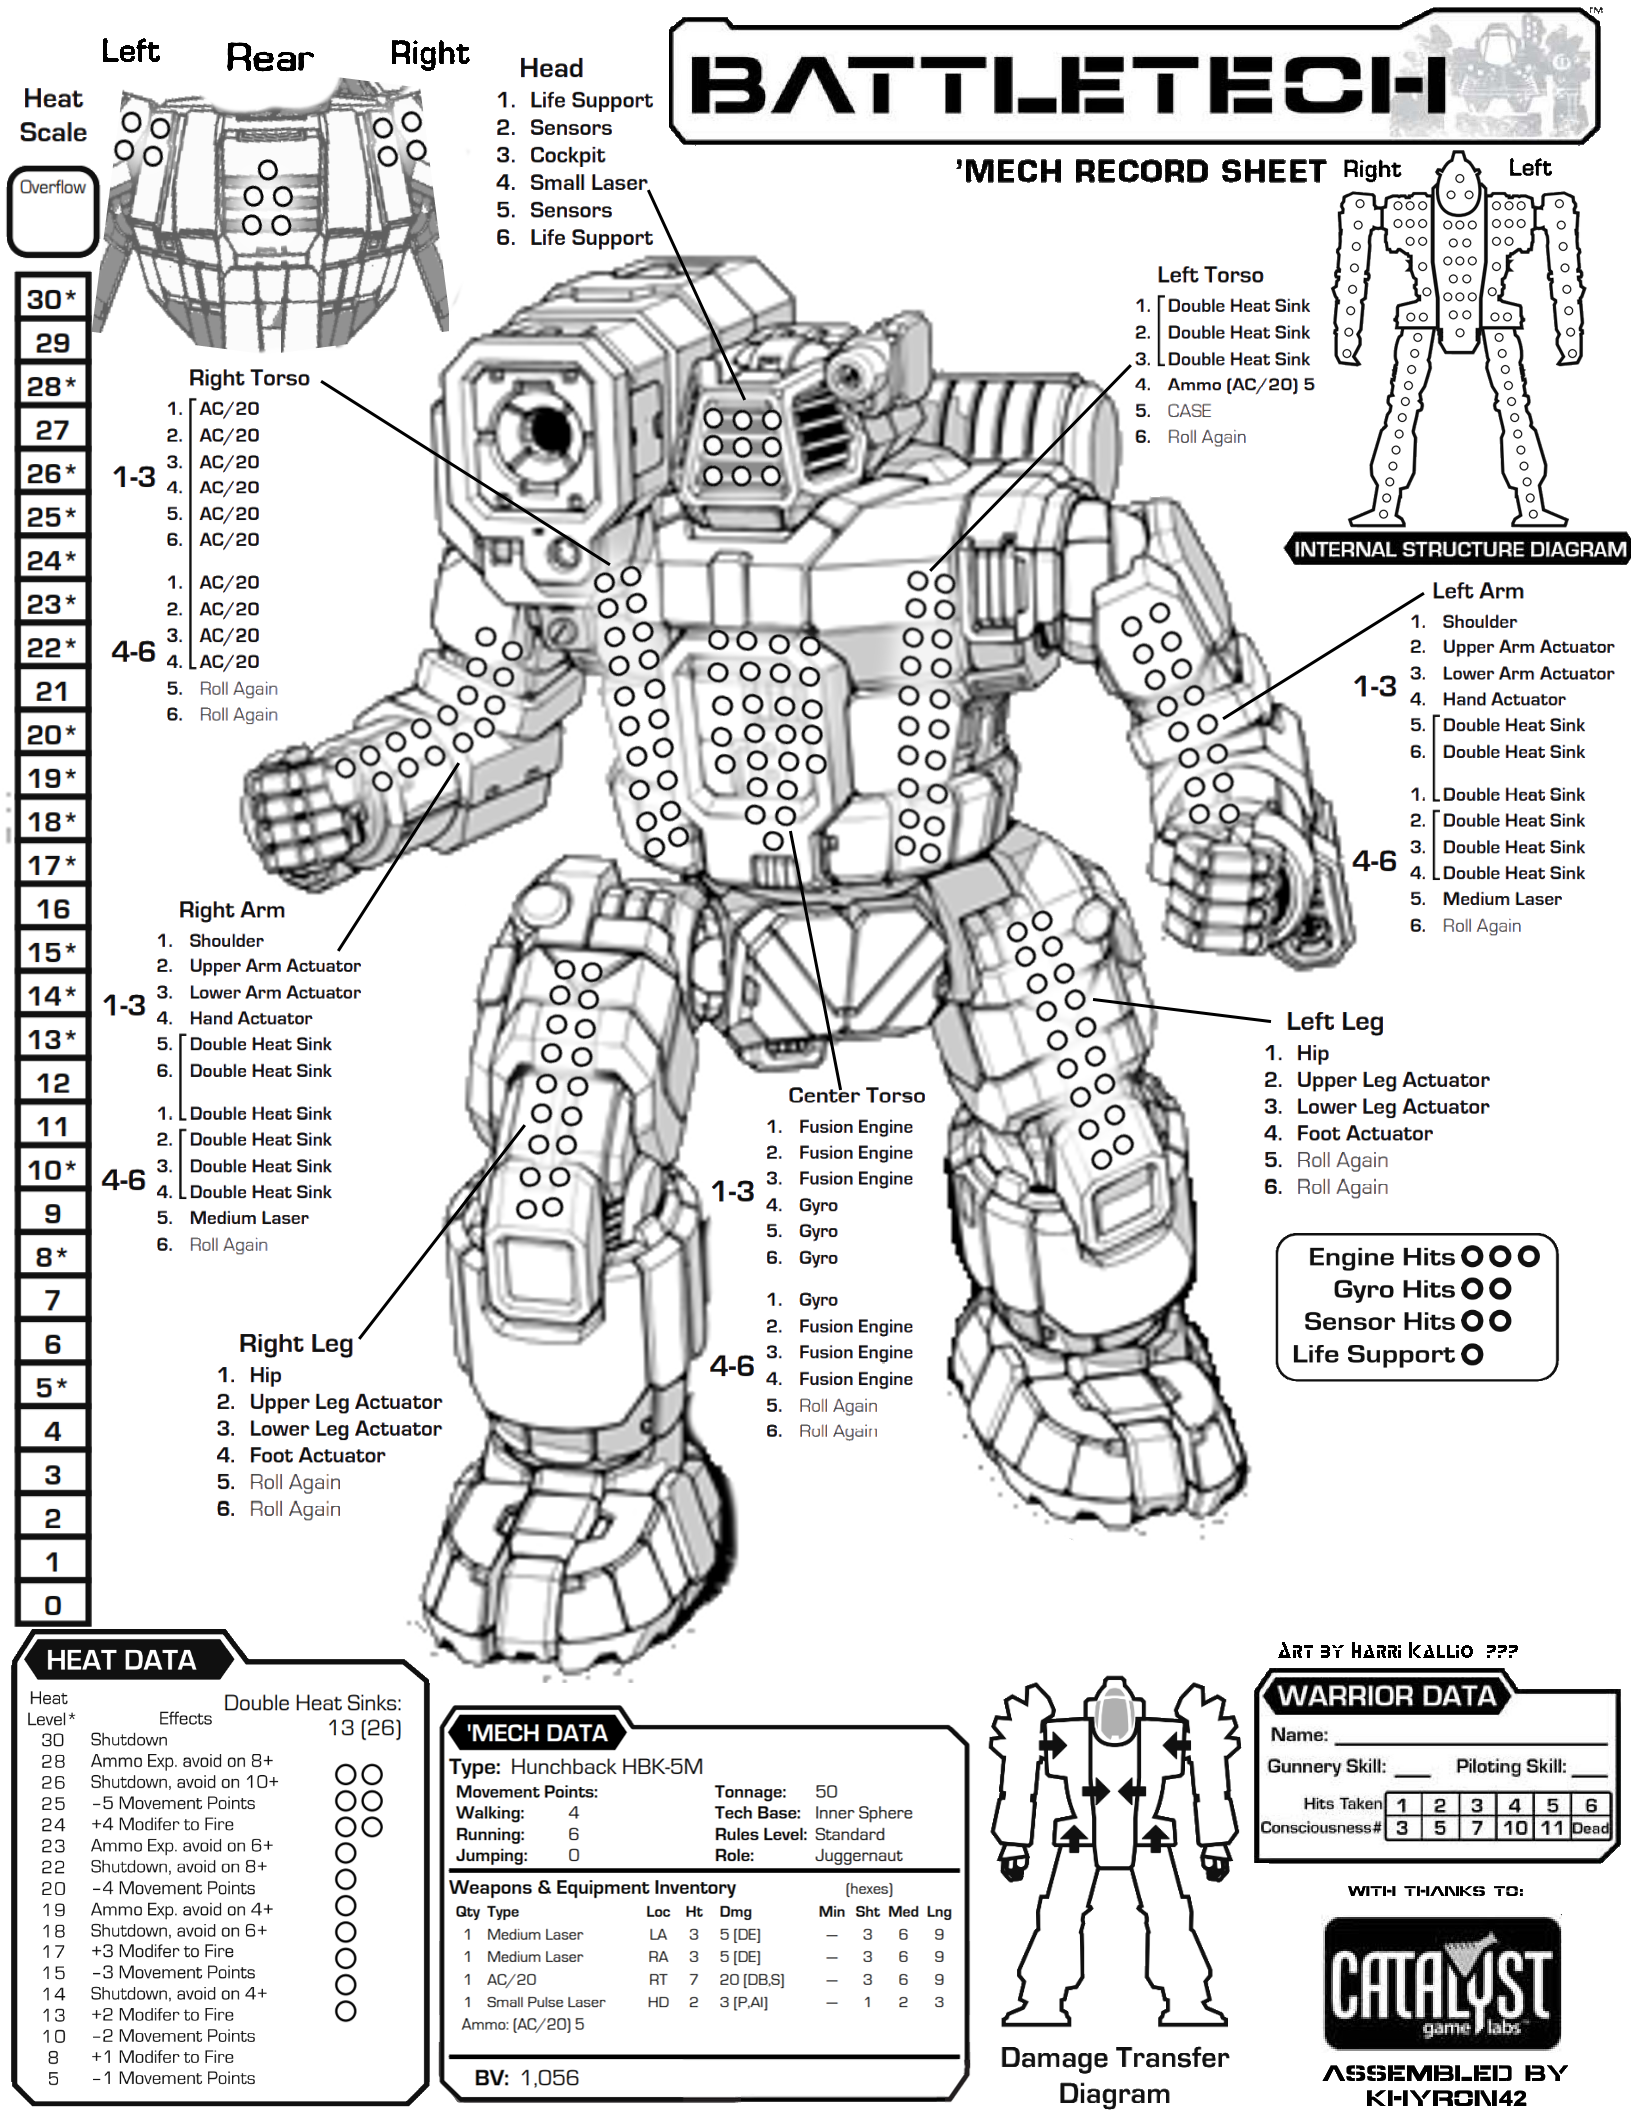 BATTLETECH
TM
'MECH RECORD SHEET
Left Rear Right
Heat
Scale
Overflow
30*
29
28*
27
26*
25*
24*
23*
22*
21
20*
19*
18*
17*
16
15*
14*
13*
12
11
10*
9
8*
7
6
5*
4
3
2
1
0
Head
1. Life Support
2. Sensors
3. Cockpit
4. Small Laser
5. Sensors
6. Life Support
Right Left
INTERNAL STRUCTURE DIAGRAM
Left Torso
1. Double Heat Sink
2. Double Heat Sink
3. Double Heat Sink
4. Ammo (AC/20) 5
5. CASE
6. Roll Again
Right Torso
1-3
1. AC/20
2. AC/20
3. AC/20
4. AC/20
5. AC/20
6. AC/20
4-6
1. AC/20
2. AC/20
3. AC/20
4. AC/20
5. Roll Again
6. Roll Again
Left Arm
1-3
1. Shoulder
2. Upper Arm Actuator
3. Lower Arm Actuator
4. Hand Actuator
5. Double Heat Sink
6. Double Heat Sink
4-6
1. Double Heat Sink
2. Double Heat Sink
3. Double Heat Sink
4. Double Heat Sink
5. Medium Laser
6. Roll Again
Right Arm
1-3
1. Shoulder
2. Upper Arm Actuator
3. Lower Arm Actuator
4. Hand Actuator
5. Double Heat Sink
6. Double Heat Sink
4-6
1. Double Heat Sink
2. Double Heat Sink
3. Double Heat Sink
4. Double Heat Sink
5. Medium Laser
6. Roll Again
Center Torso
1-3
1. Fusion Engine
2. Fusion Engine
3. Fusion Engine
4. Gyro
5. Gyro
6. Gyro
4-6
1. Gyro
2. Fusion Engine
3. Fusion Engine
4. Fusion Engine
5. Roll Again
6. Roll Again
Left Leg
1. Hip
2. Upper Leg Actuator
3. Lower Leg Actuator
4. Foot Actuator
5. Roll Again
6. Roll Again
Right Leg
1. Hip
2. Upper Leg Actuator
3. Lower Leg Actuator
4. Foot Actuator
5. Roll Again
6. Roll Again
Engine Hits
Gyro Hits
Sensor Hits
Life Support
HEAT DATA
Heat
Level* Effects
Double Heat Sinks:
13 (26)
30 Shutdown
28 Ammo Exp. avoid on 8+
26 Shutdown, avoid on 10+
25 -5 Movement Points
24 +4 Modifer to Fire
23 Ammo Exp. avoid on 6+
22 Shutdown, avoid on 8+
20 -4 Movement Points
19 Ammo Exp. avoid on 4+
18 Shutdown, avoid on 6+
17 +3 Modifer to Fire
15 -3 Movement Points
14 Shutdown, avoid on 4+
13 +2 Modifer to Fire
10 -2 Movement Points
8 +1 Modifer to Fire
5 -1 Movement Points
'MECH DATA
Type: Hunchback HBK-5M
Movement Points: Tonnage: 50
Walking: 4 Tech Base: Inner Sphere
Running: 6 Rules Level: Standard
Jumping: 0 Role: Juggernaut
Weapons & Equipment Inventory (hexes)
Qty Type Loc Ht Dmg Min Sht Med Lng
1 Medium Laser LA 3 5 [DE] — 3 6 9
1 Medium Laser RA 3 5 [DE] — 3 6 9
1 AC/20 RT 7 20 [DB,S] — 3 6 9
1 Small Pulse Laser HD 2 3 [P,AI] — 1 2 3
Ammo: (AC/20) 5
BV: 1,056
Damage Transfer
Diagram
ART BY HARRI KALLIO ???
WARRIOR DATA
Name:
Gunnery Skill: Piloting Skill:
Hits Taken 1 2 3 4 5 6
Consciousness# 3 5 7 10 11 Dead
WITH THANKS TO:
CATALYST
game labs
ASSEMBLED BY
KHYRON42